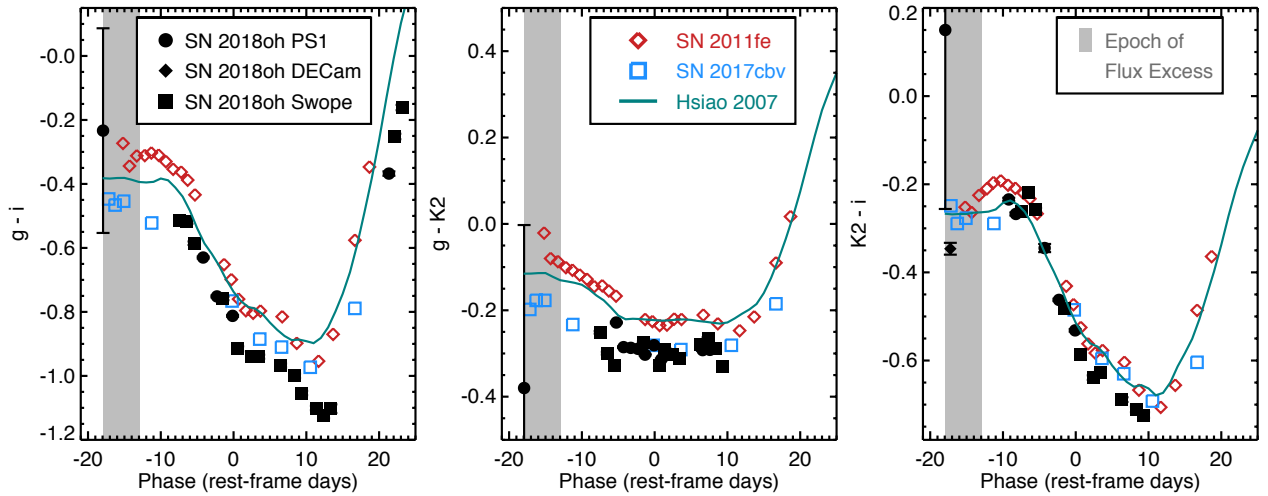 SN 2018oh PS1
SN 2018oh DECam
SN 2018oh Swope
-0.0
-0.2
-0.4
-0.6
-0.8
-1.0
-1.2
g - i
-20 -10 0 10 20
Phase (rest-frame days)
SN 2011fe
SN 2017cbv
Hsiao 2007
0.4
0.2
0.0
-0.2
-0.4
g - K2
-20 -10 0 10 20
Phase (rest-frame days)
Epoch of
Flux Excess
0.2
0.0
-0.2
-0.4
-0.6
K2 - i
-20 -10 0 10 20
Phase (rest-frame days)